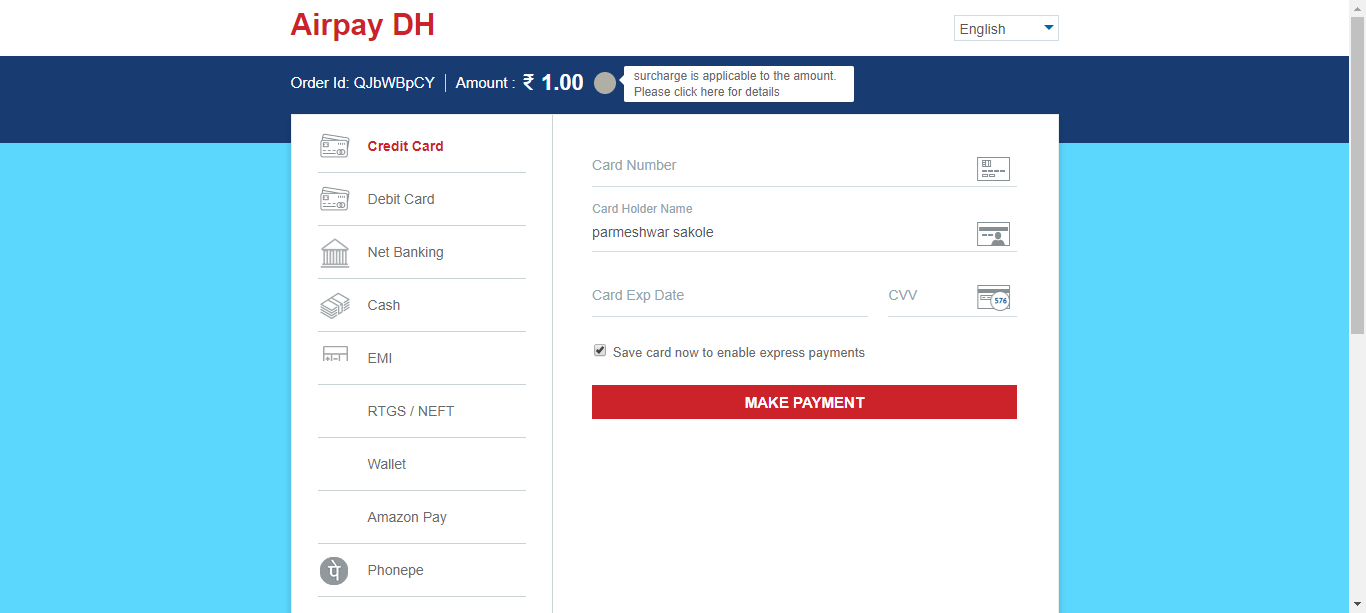 Airpay DH
English
Order Id: QJbWBpCY | Amount : ₹ 1.00
surcharge is applicable to the amount.
Please click here for details
Credit Card
Debit Card
Net Banking
Cash
EMI
RTGS / NEFT
Wallet
Amazon Pay
पे
Phonepe
Card Number
Card Holder Name
parmeshwar sakole
Card Exp Date
CVV
576
Save card now to enable express payments
MAKE PAYMENT